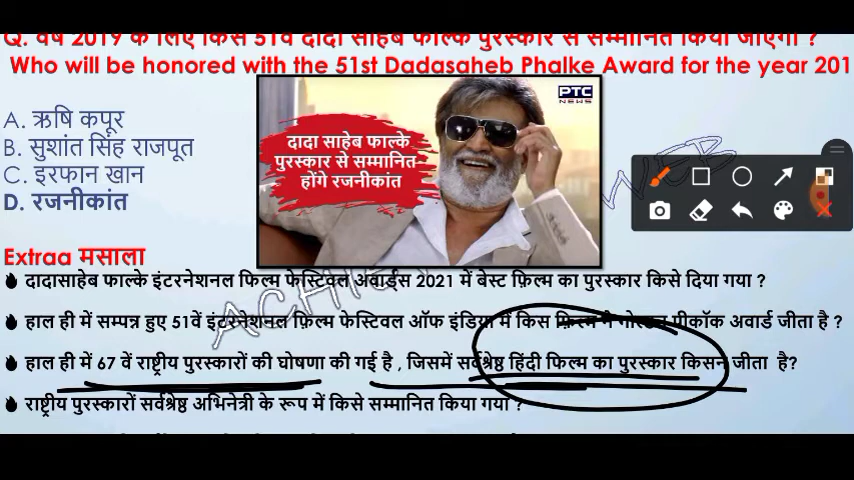 Q. वर्ष 2019 के लिए किसे 51वें दादा साहेब फाल्के पुरस्कार से सम्मानित किया जाएगा ?
Who will be honored with the 51st Dadasaheb Phalke Award for the year 201
PTC
NEWS
दादा साहेब फाल्के
पुरस्कार से सम्मानित
होंगे रजनीकांत
A. ऋषि कपूर
B. सुशांत सिंह राजपूत
C. इरफान खान
D. रजनीकांत
Extraa मसाला
दादासाहेब फाल्के इंटरनेशनल फिल्म फेस्टिवल अवार्ड्स 2021 में बेस्ट फ़िल्म का पुरस्कार किसे दिया गया ?
हाल ही में सम्पन्न हुए 51वें इंटरनेशनल फ़िल्म फेस्टिवल ऑफ इंडिया में किस फ़िल्म ने गोल्डन पीकॉक अवार्ड जीता है ?
हाल ही में 67 वें राष्ट्रीय पुरस्कारों की घोषणा की गई है , जिसमें सर्वश्रेष्ठ हिंदी फिल्म का पुरस्कार किसने जीता है?
राष्ट्रीय पुरस्कारों सर्वश्रेष्ठ अभिनेत्री के रूप में किसे सम्मानित किया गया ?